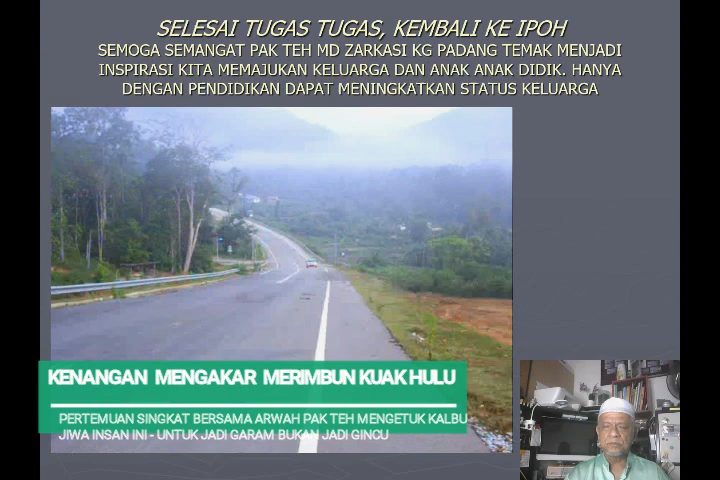 SELESAI TUGAS TUGAS, KEMBALI KE IPOH
SEMOGA SEMANGAT PAK TEH MD ZARKASI KG PADANG TEMAK MENJADI
INSPIRASI KITA MEMAJUKAN KELUARGA DAN ANAK ANAK DIDIK. HANYA
DENGAN PENDIDIKAN DAPAT MENINGKATKAN STATUS KELUARGA
KENANGAN MENGAKAR MERIMBUN KUAK HULU
PERTEMUAN SINGKAT BERSAMA ARWAH PAK TEH MENGETUK KALBU
JIWA INSAN INI - UNTUK JADI GARAM BUKAN JADI GINCU